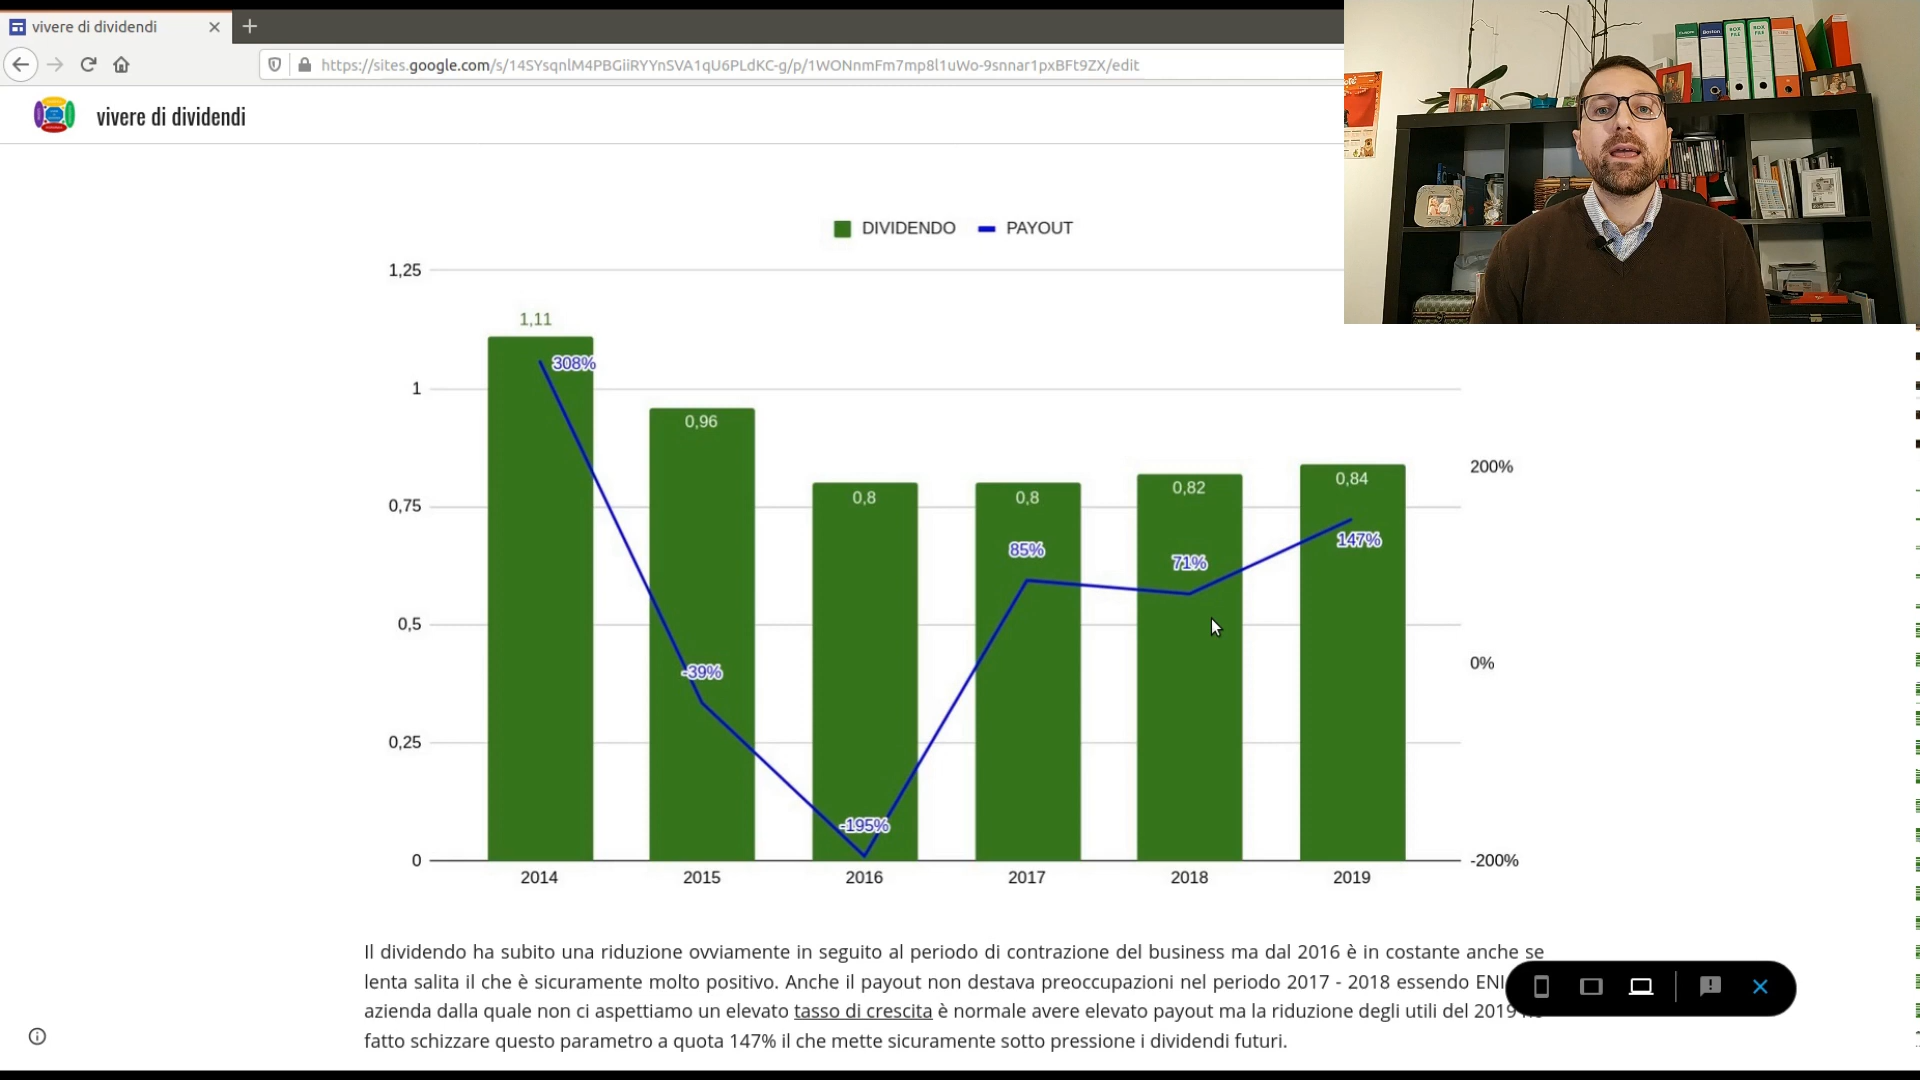 vivere di dividendi
https://sites.google.com/s/14SYsqnlM4PBGiiRYYnSVA1qU6PLdKC-g/p/1WONnmFm7mp8l1uWo-9snnar1pxBFt9ZX/edit
vivere di dividendi
DIVIDENDO PAYOUT
1,25
1,11
308%
1
0,96
200%
0,84
0,82
0,8
0,8
0,75
147%
85%
71%
0,5
0%
-39%
0,25
-195%
0
-200%
2014 2015 2016 2017 2018 2019
Il dividendo ha subito una riduzione ovviamente in seguito al periodo di contrazione del business ma dal 2016 è in costante anche se
lenta salita il che è sicuramente molto positivo. Anche il payout non destava preoccupazioni nel periodo 2017 - 2018 essendo ENI
azienda dalla quale non ci aspettiamo un elevato tasso di crescita è normale avere elevato payout ma la riduzione degli utili del 2019
fatto schizzare questo parametro a quota 147% il che mette sicuramente sotto pressione i dividendi futuri.